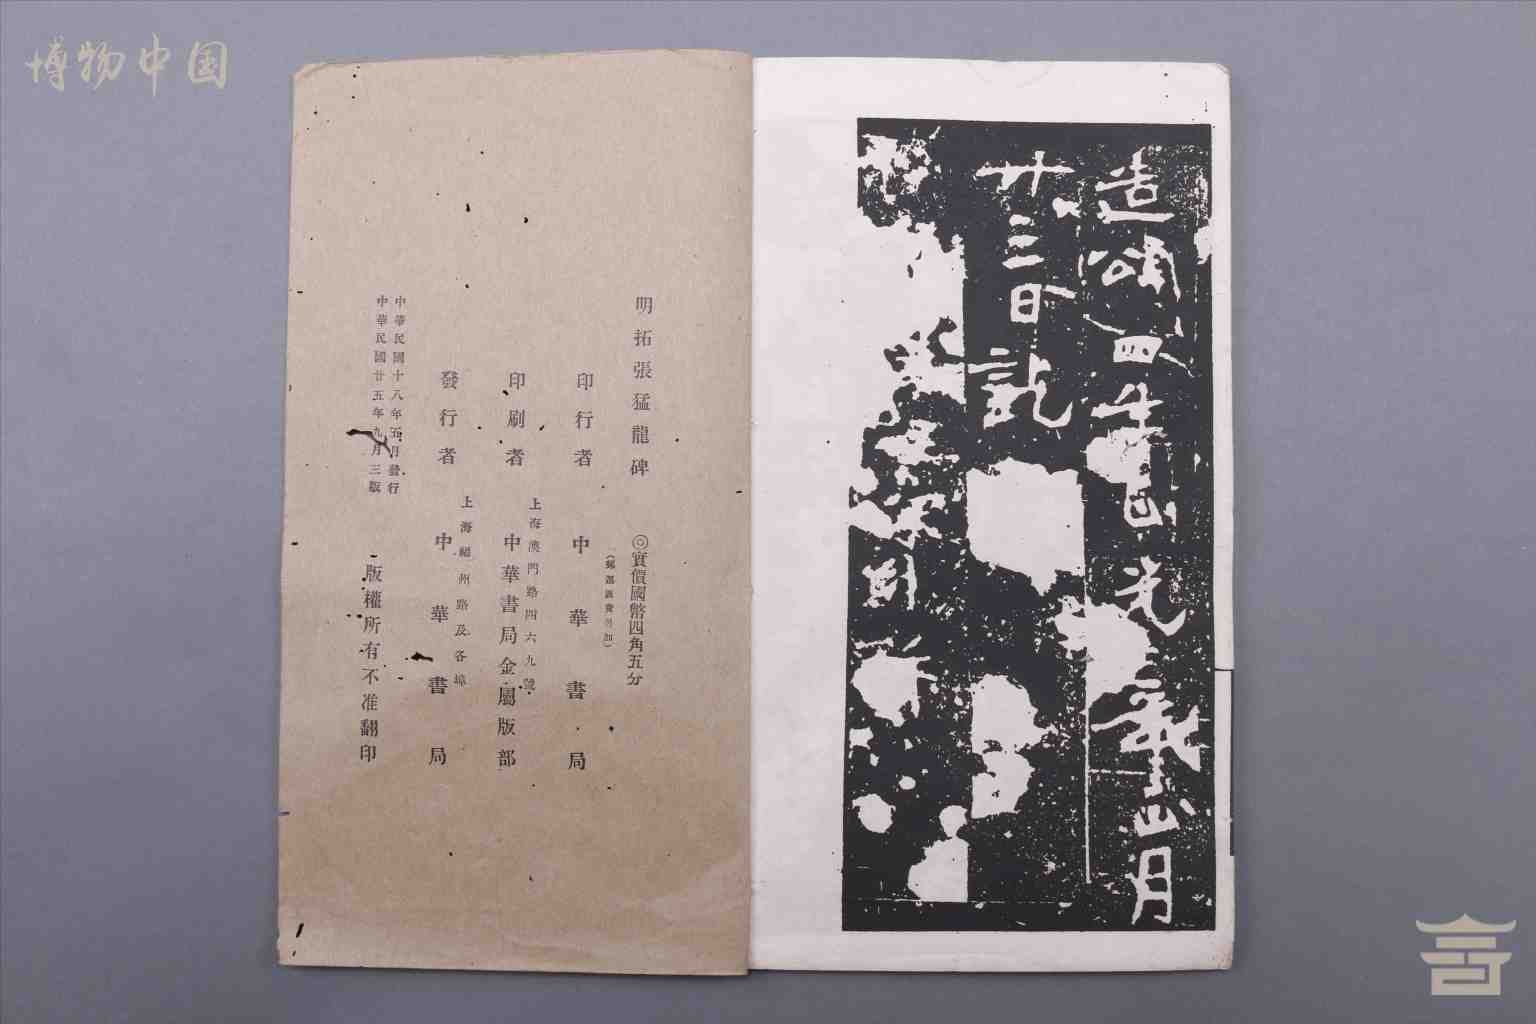 博物中国
造頌四年正光三年正月
廿三日訖
明拓張猛龍碑
◎實價國幣四角五分
（郵運匯費另加）
印行者 中華書局
上海澳門路四六九號
印刷者 中華書局金屬版部
上海福州路及各埠
發行者 中華書局
中華民國十八年五月發行
中華民國廿五年九月三版
版權所有不准翻印